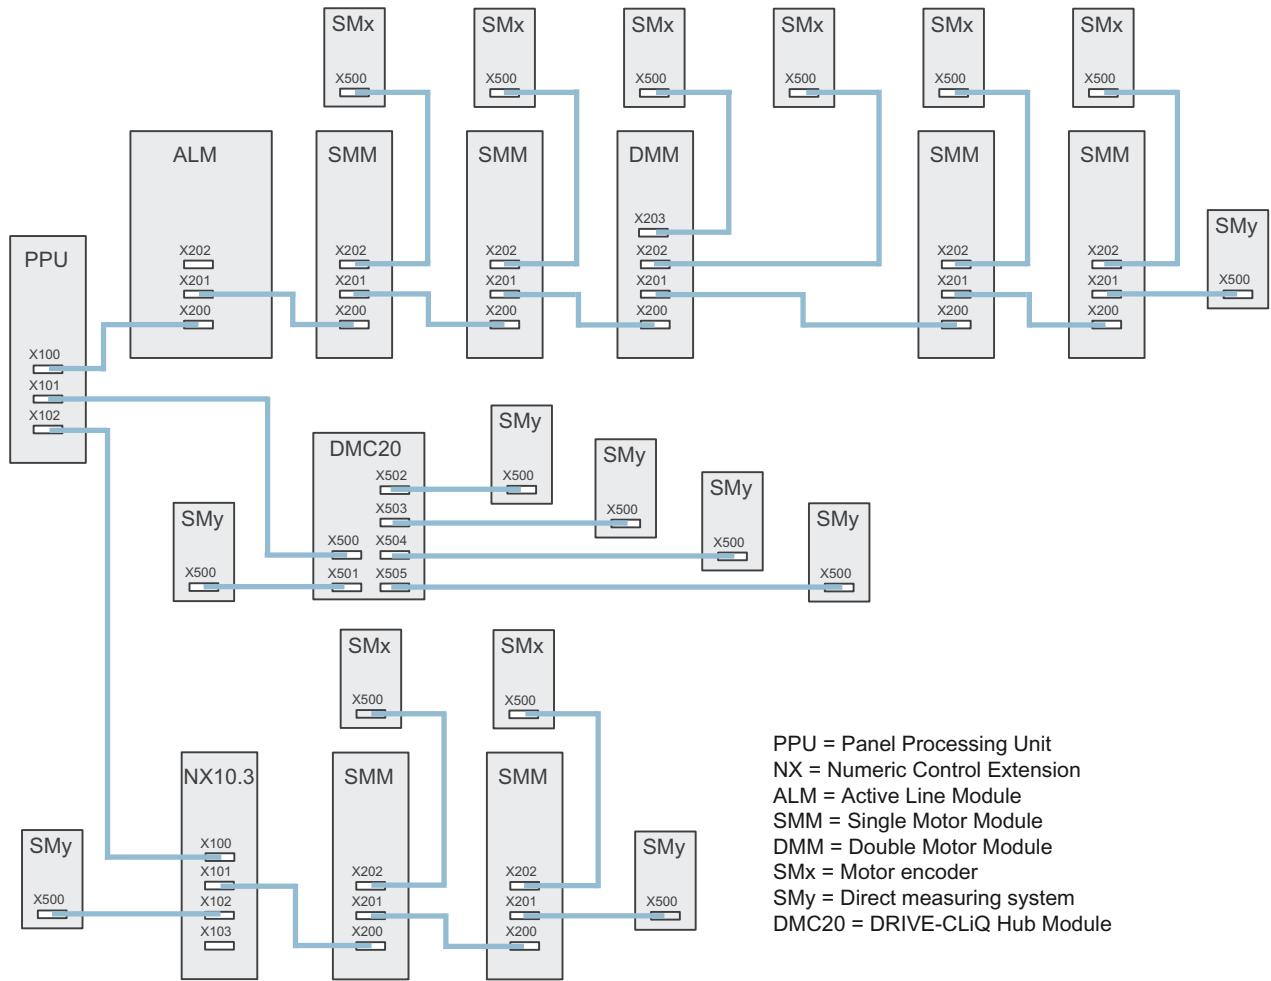 SMx SMx SMx SMx SMx SMx
X500 X500 X500 X500 X500 X500
ALM SMM SMM DMM SMM SMM
X203
SMy
PPU
X202 X202 X202 X202 X202 X202
X201 X201 X201 X201 X201 X201 X500
X200 X200 X200 X200 X200 X200
X100
X101
X102
SMy
DMC20
SMy
X502 X500
SMy
X503 X500
SMy SMy
X500 X504 X500
X500 X501 X505 X500
SMx SMx
X500 X500
PPU = Panel Processing Unit
NX = Numeric Control Extension
ALM = Active Line Module
SMM = Single Motor Module
DMM = Double Motor Module
SMx = Motor encoder
SMy = Direct measuring system
DMC20 = DRIVE-CLiQ Hub Module
NX10.3 SMM SMM
SMy X100 SMy
X101 X202 X202
X500 X102 X201 X201 X500
X103 X200 X200